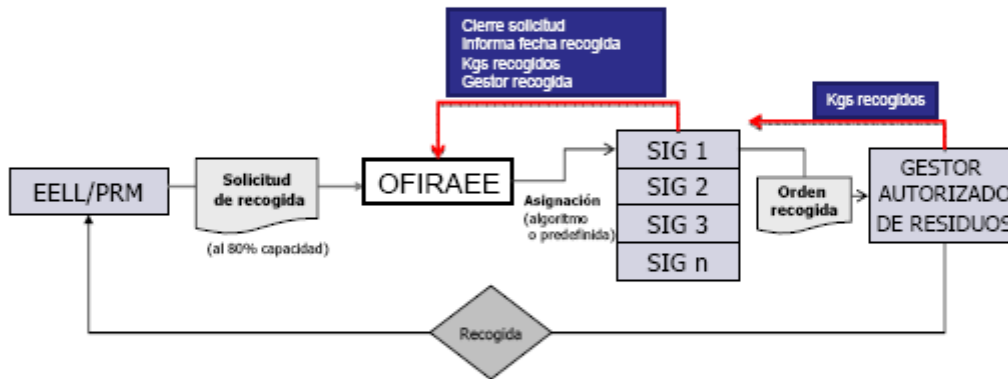 Cierre solicitud
Informa fecha recogida
Kgs recogidos
Gestor recogida
Kgs recogidos
EELL/PRM
Solicitud
de recogida
(al 80% capacidad)
OFIRAEE
Asignación
(algoritmo
o predefinida)
SIG 1
SIG 2
SIG 3
SIG n
Orden
recogida
GESTOR
AUTORIZADO
DE RESIDUOS
Recogida